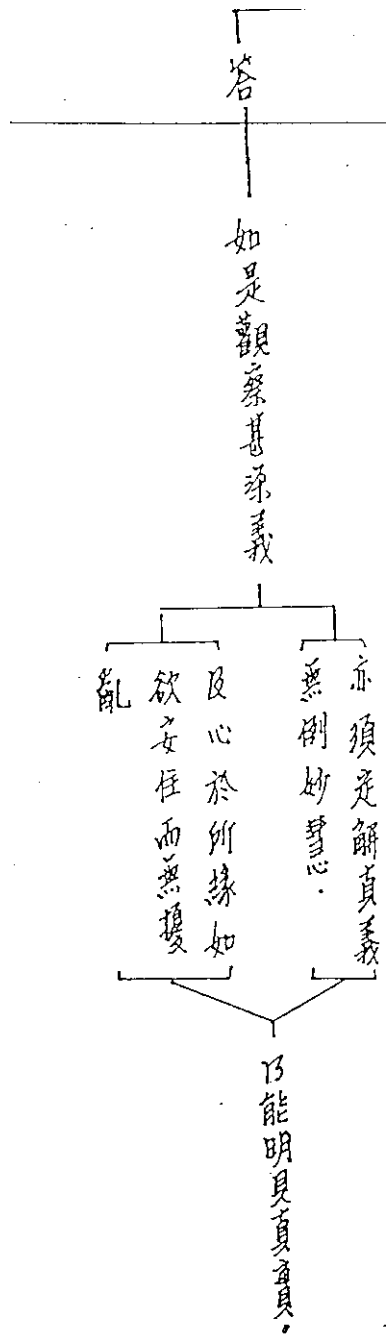 答
如是觀察甚深義
亦須定解真義
無倒妙慧心.
及心於所緣如
欲安住而無擾
亂
乃能明見真實.